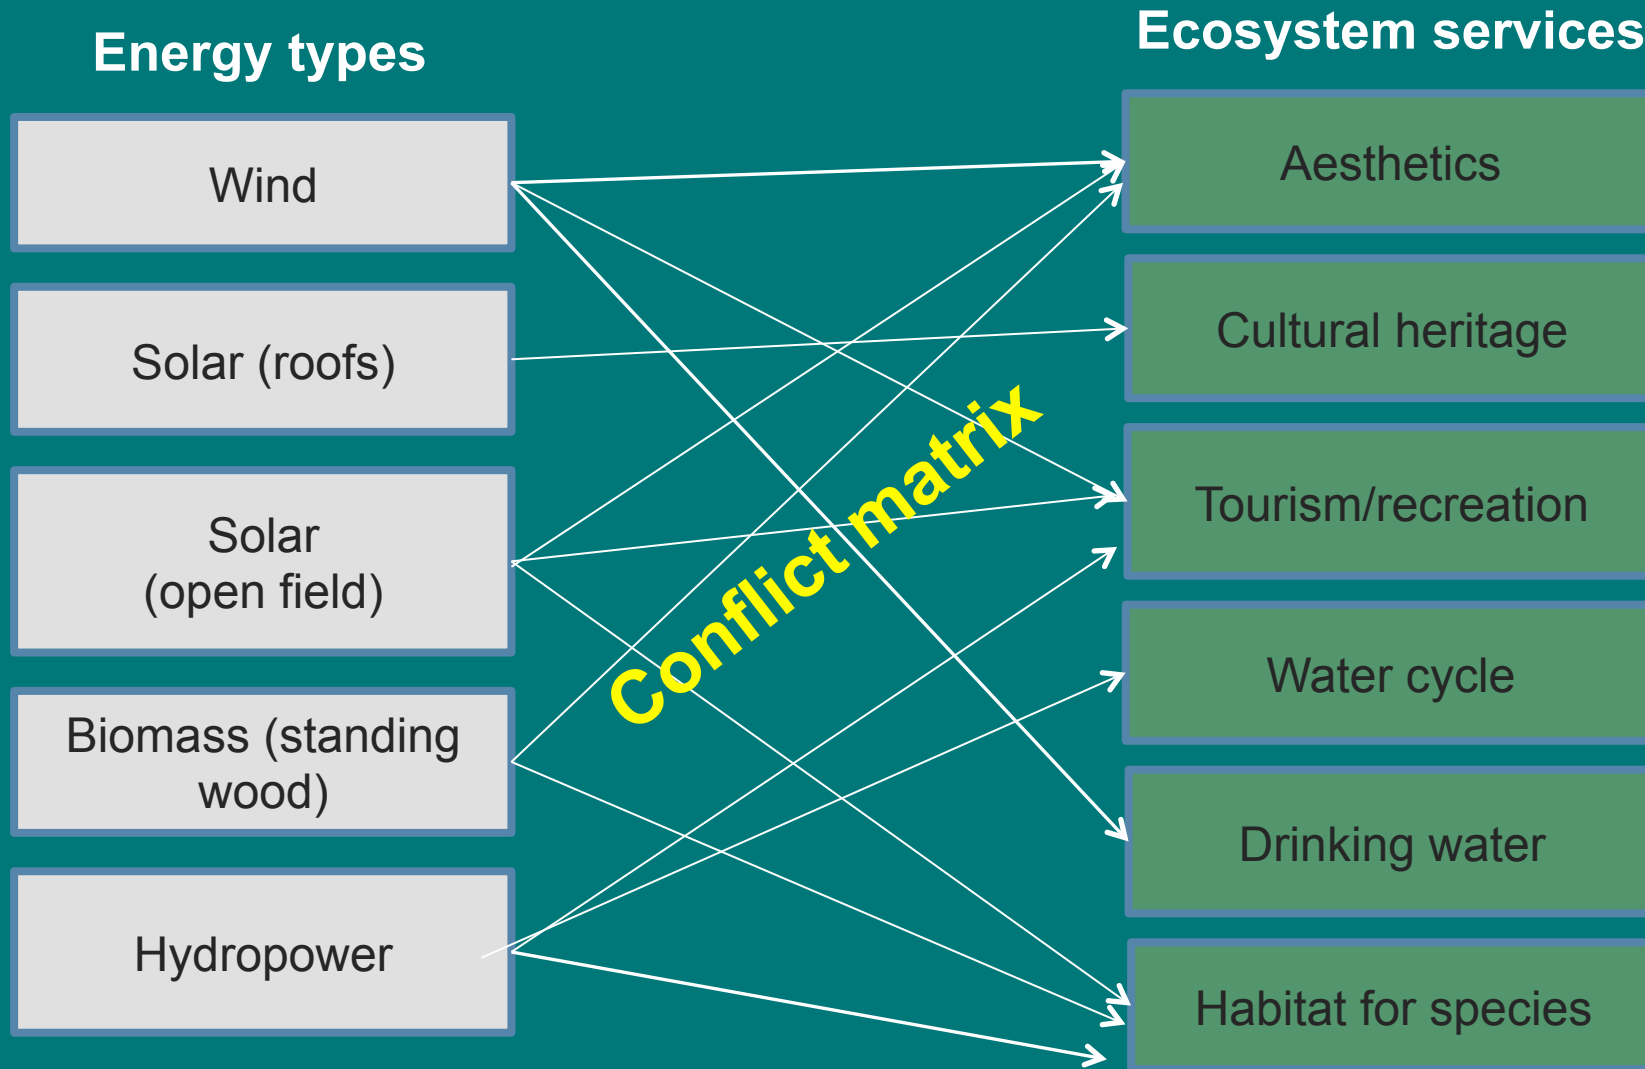 Energy types
Ecosystem services
Wind
Solar (roofs)
Solar
(open field)
Biomass (standing
wood)
Hydropower
Conflict matrix
Aesthetics
Cultural heritage
Tourism/recreation
Water cycle
Drinking water
Habitat for species